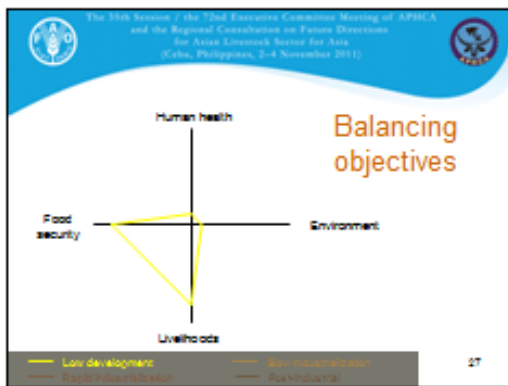 The 35th Session / the 72nd Executive Committee Meeting of APHCA
and the Regional Consultation on Future Directions
for Asian Livestock Sector for Asia
(Cebu, Philippines, 2-4 November 2011)
Balancing
objectives
Human health
Food
security
Environment
Livelihoods
Low development
Slow industrialization
Rapid industrialization
Post-industrial
27